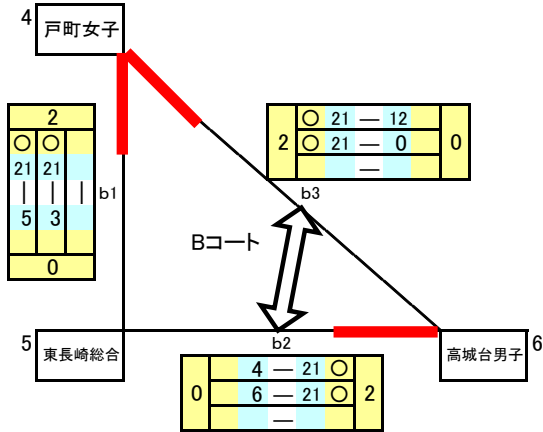 4 戸町女子
2
○ ○
21 21
| | |
5 3
0
b1
2 ○ 21 — 12 0
○ 21 — 0
—
b3
Bコート
5 東長崎総合
b2
高城台男子 6
0 4 — 21 ○ 2
6 — 21 ○
—